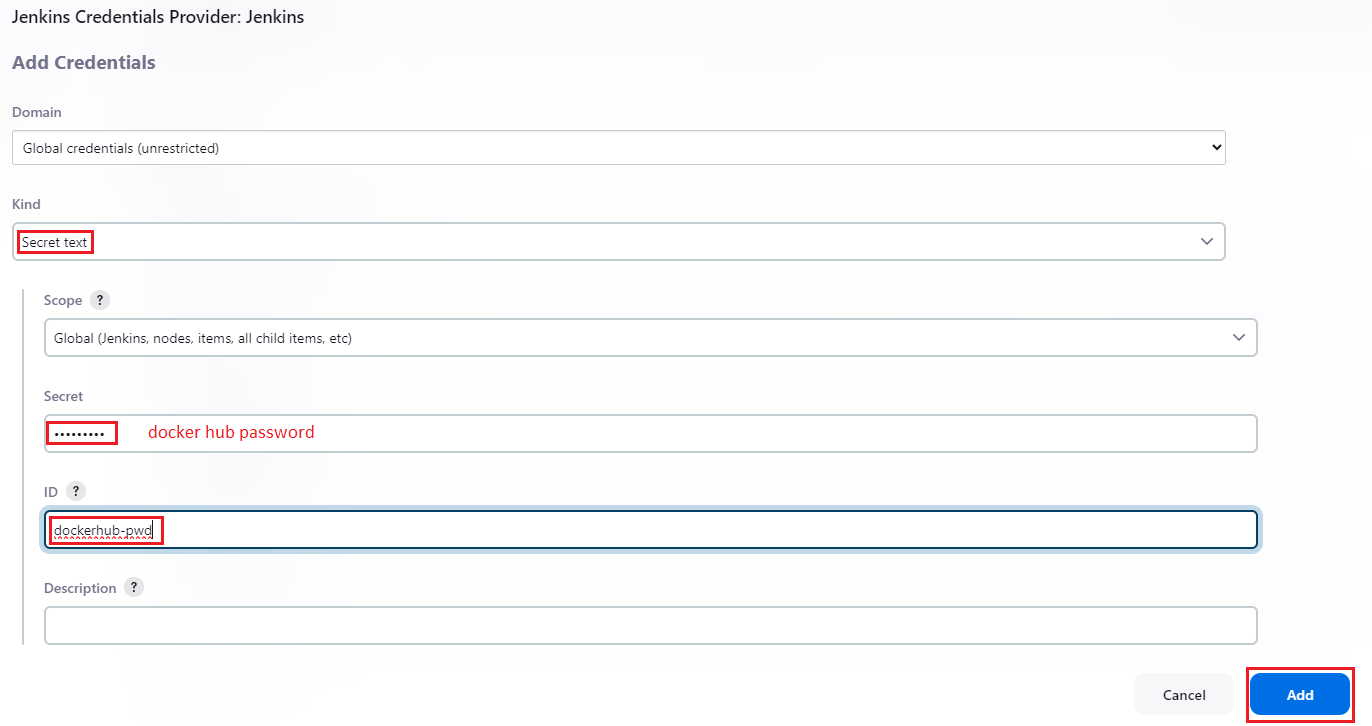 Jenkins Credentials Provider: Jenkins
Add Credentials
Domain
Global credentials (unrestricted)
Kind
Secret text
Scope ?
Global (Jenkins, nodes, items, all child items, etc)
Secret
••••••••• docker hub password
ID ?
dockerhub-pwd
Description ?
Cancel Add